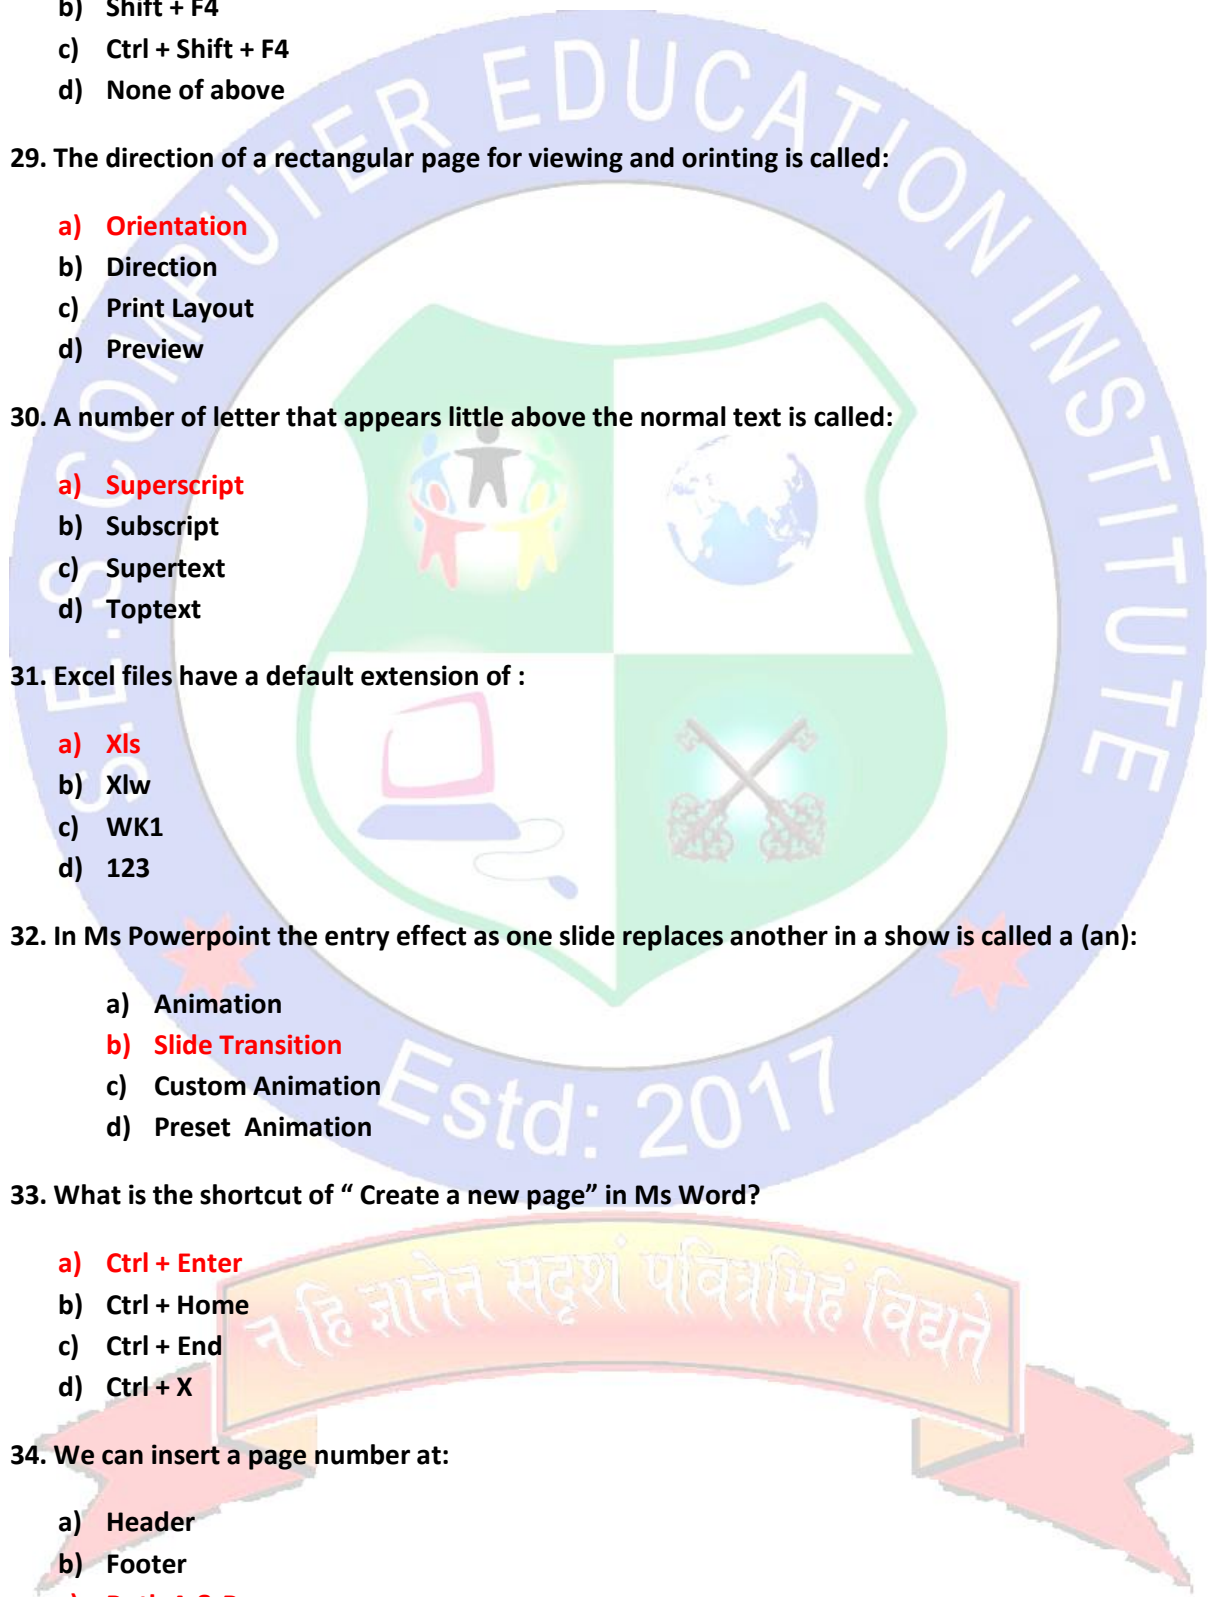 b) Shift + F4
c) Ctrl + Shift + F4
d) None of above
29. The direction of a rectangular page for viewing and orinting is called:
a) Orientation
b) Direction
c) Print Layout
d) Preview
30. A number of letter that appears little above the normal text is called:
a) Superscript
b) Subscript
c) Supertext
d) Toptext
31. Excel files have a default extension of :
a) Xls
b) Xlw
c) WK1
d) 123
32. In Ms Powerpoint the entry effect as one slide replaces another in a show is called a (an):
a) Animation
b) Slide Transition
c) Custom Animation
d) Preset Animation
33. What is the shortcut of “ Create a new page” in Ms Word?
a) Ctrl + Enter
b) Ctrl + Home
c) Ctrl + End
d) Ctrl + X
34. We can insert a page number at:
a) Header
b) Footer
S.E.S COMPUTER EDUCATION INSTITUTE
Estd: 2017
न हि ज्ञानेन सदृशं पवित्रमिहं विद्यते